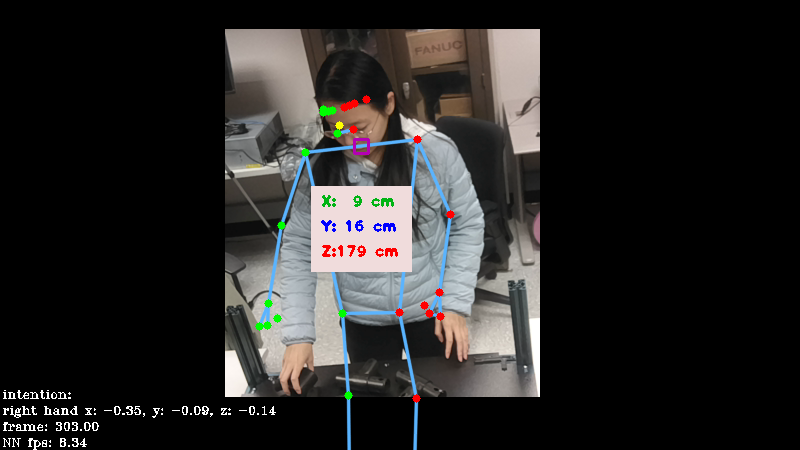 FANUC
X: 9 cm
Y: 16 cm
Z:179 cm
intention:
right hand x: −0.35, y: −0.09, z: −0.14
frame: 303.00
NN fps: 8.34